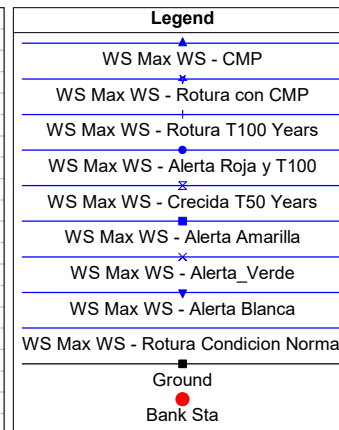 Legend
WS Max WS - CMP
WS Max WS - Rotura con CMP
WS Max WS - Rotura T100 Years
WS Max WS - Alerta Roja y T100
WS Max WS - Crecida T50 Years
WS Max WS - Alerta Amarilla
WS Max WS - Alerta_Verde
WS Max WS - Alerta Blanca
WS Max WS - Rotura Condicion Norma
Ground
Bank Sta